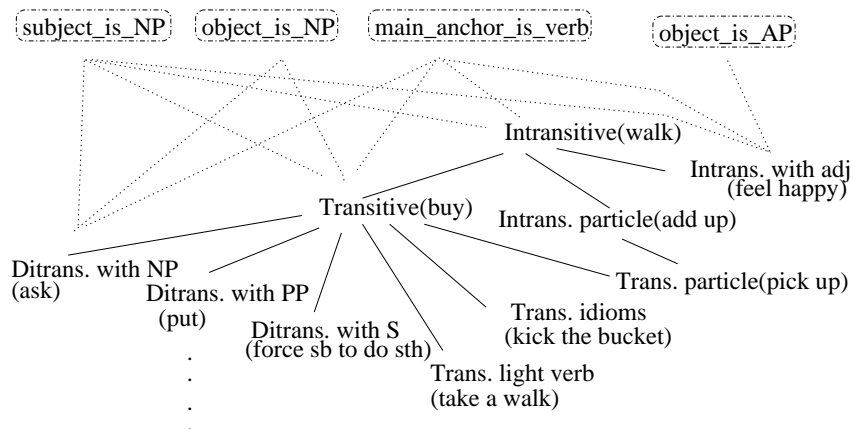 subject_is_NP object_is_NP main_anchor_is_verb object_is_AP
Intransitive(walk)
Intrans. with adj
(feel happy)
Transitive(buy)
Intrans. particle(add up)
Ditrans. with NP
(ask)
Ditrans. with PP
(put)
Ditrans. with S
(force sb to do sth)
Trans. light verb
(take a walk)
Trans. idioms
(kick the bucket)
Trans. particle(pick up)
.
.
.
.